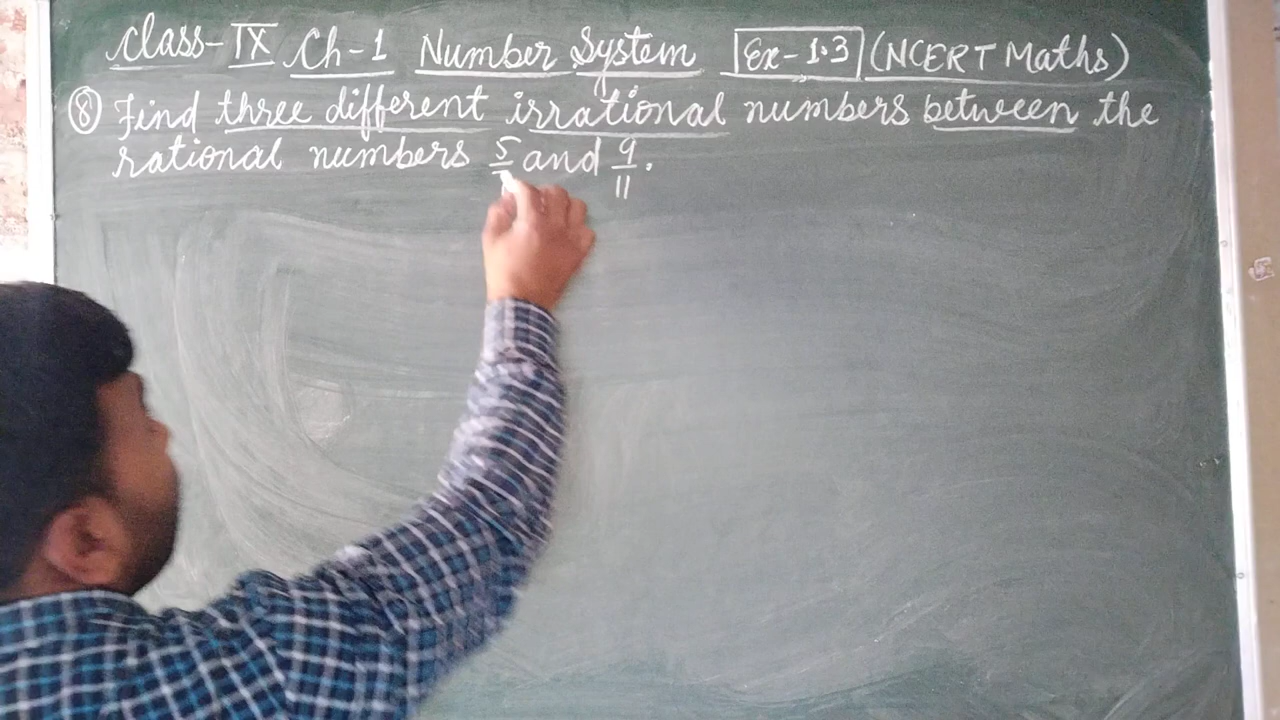 Class-IX Ch-1 Number System Ex-1.3 (NCERT Maths)
⑧ Find three different irrational numbers between the
rational numbers 5/ and 9/11.